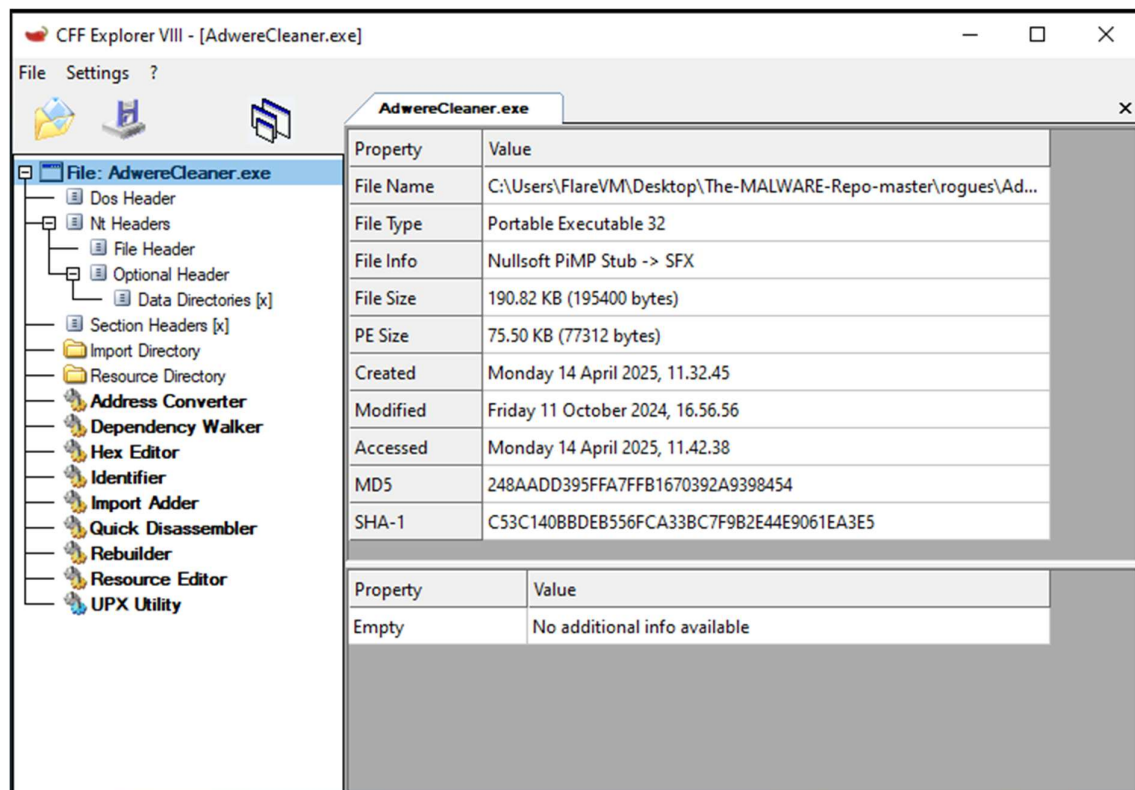 CFF Explorer VIII - [AdwereCleaner.exe]
File Settings ?
AdwereCleaner.exe
File: AdwereCleaner.exe
Dos Header
Nt Headers
File Header
Optional Header
Data Directories [x]
Section Headers [x]
Import Directory
Resource Directory
Address Converter
Dependency Walker
Hex Editor
Identifier
Import Adder
Quick Disassembler
Rebuilder
Resource Editor
UPX Utility
Property Value
File Name C:\Users\FlareVM\Desktop\The-MALWARE-Repo-master\rogues\Ad...
File Type Portable Executable 32
File Info Nullsoft PiMP Stub -> SFX
File Size 190.82 KB (195400 bytes)
PE Size 75.50 KB (77312 bytes)
Created Monday 14 April 2025, 11.32.45
Modified Friday 11 October 2024, 16.56.56
Accessed Monday 14 April 2025, 11.42.38
MD5 248AADD395FFA7FFB1670392A9398454
SHA-1 C53C140BBDEB556FCA33BC7F9B2E44E9061EA3E5
Property Value
Empty No additional info available